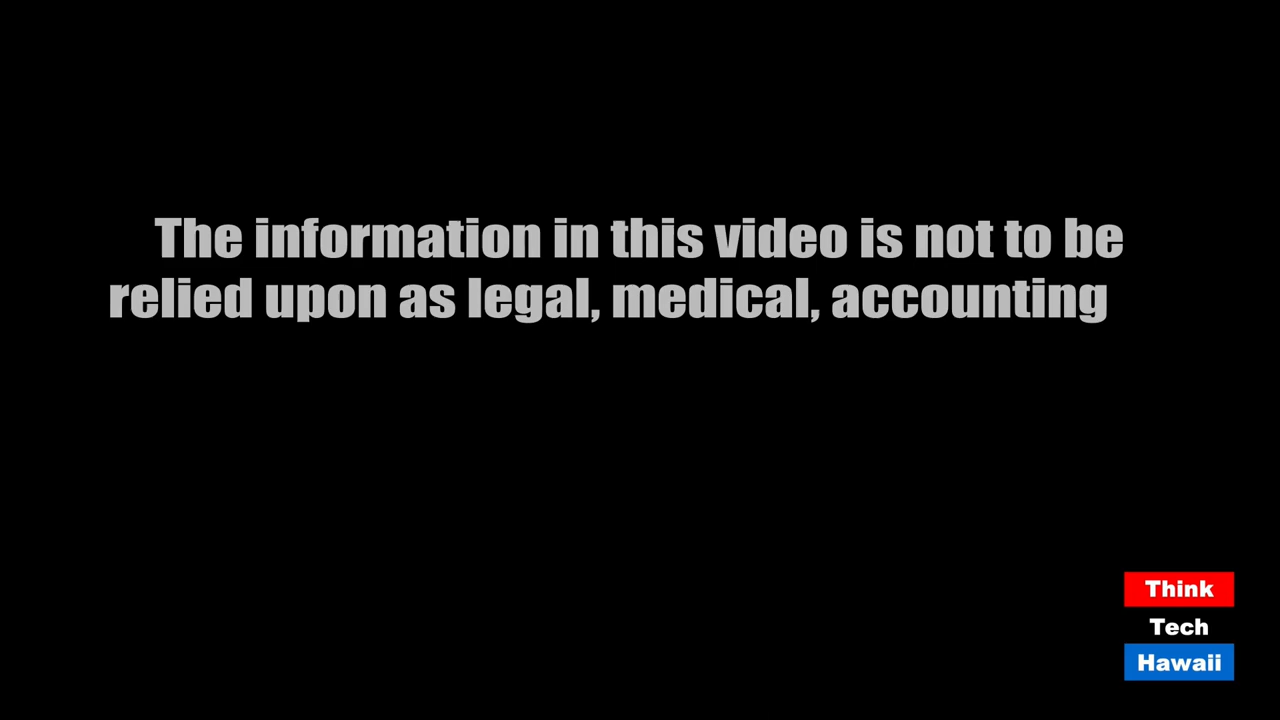 The information in this video is not to be
relied upon as legal, medical, accounting
Think
Tech
Hawaii